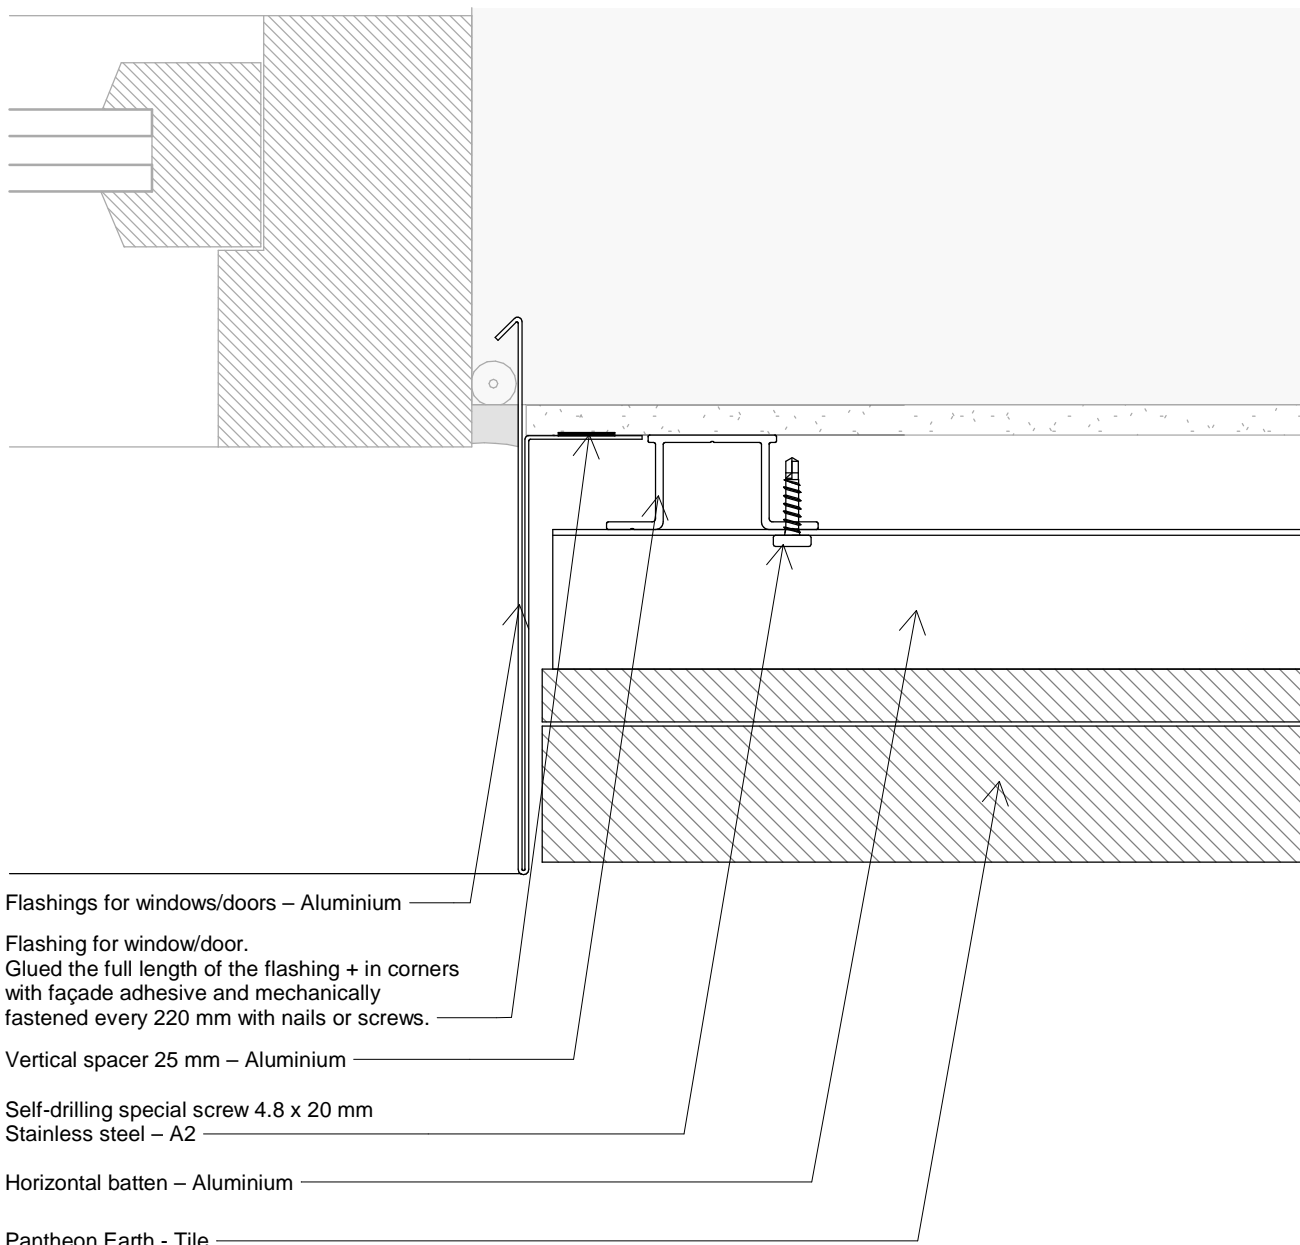 Flashings for windows/doors – Aluminium
Flashing for window/door.
Glued the full length of the flashing + in corners
with façade adhesive and mechanically
fastened every 220 mm with nails or screws.
Vertical spacer 25 mm – Aluminium
Self-drilling special screw 4.8 x 20 mm
Stainless steel – A2
Horizontal batten – Aluminium
Pantheon Earth - Tile